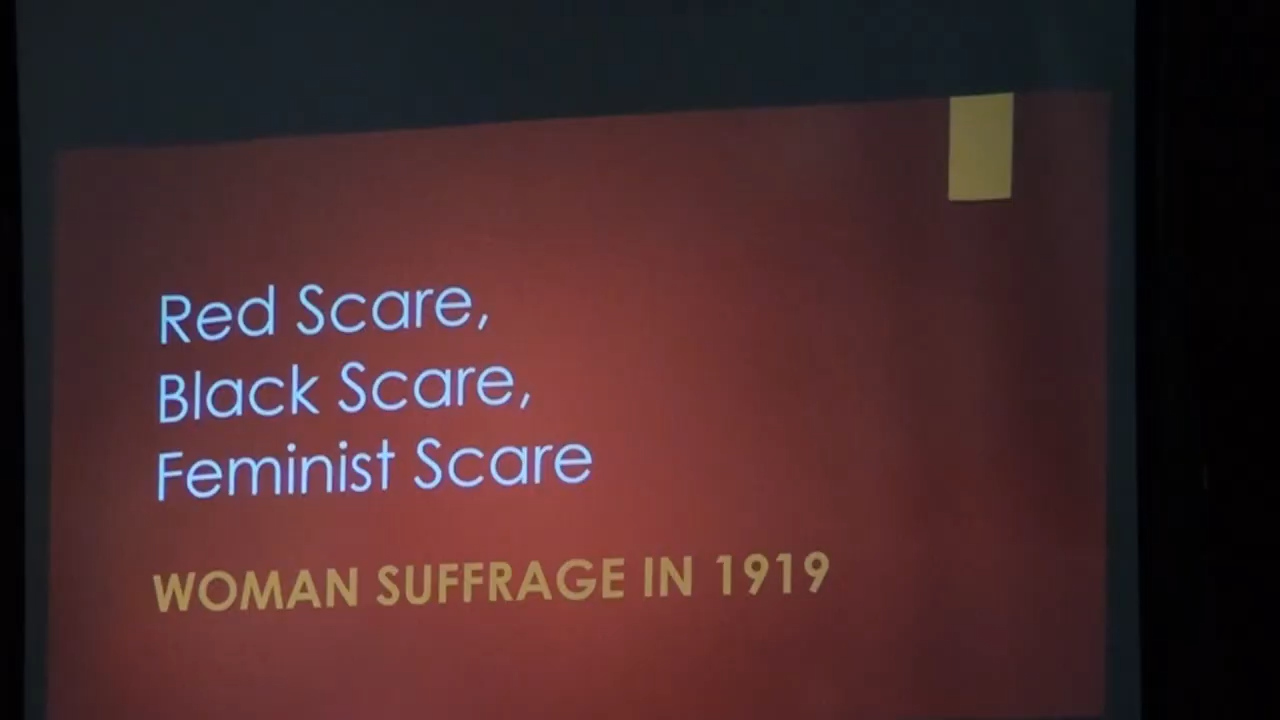 Red Scare,
Black Scare,
Feminist Scare
WOMAN SUFFRAGE IN 1919